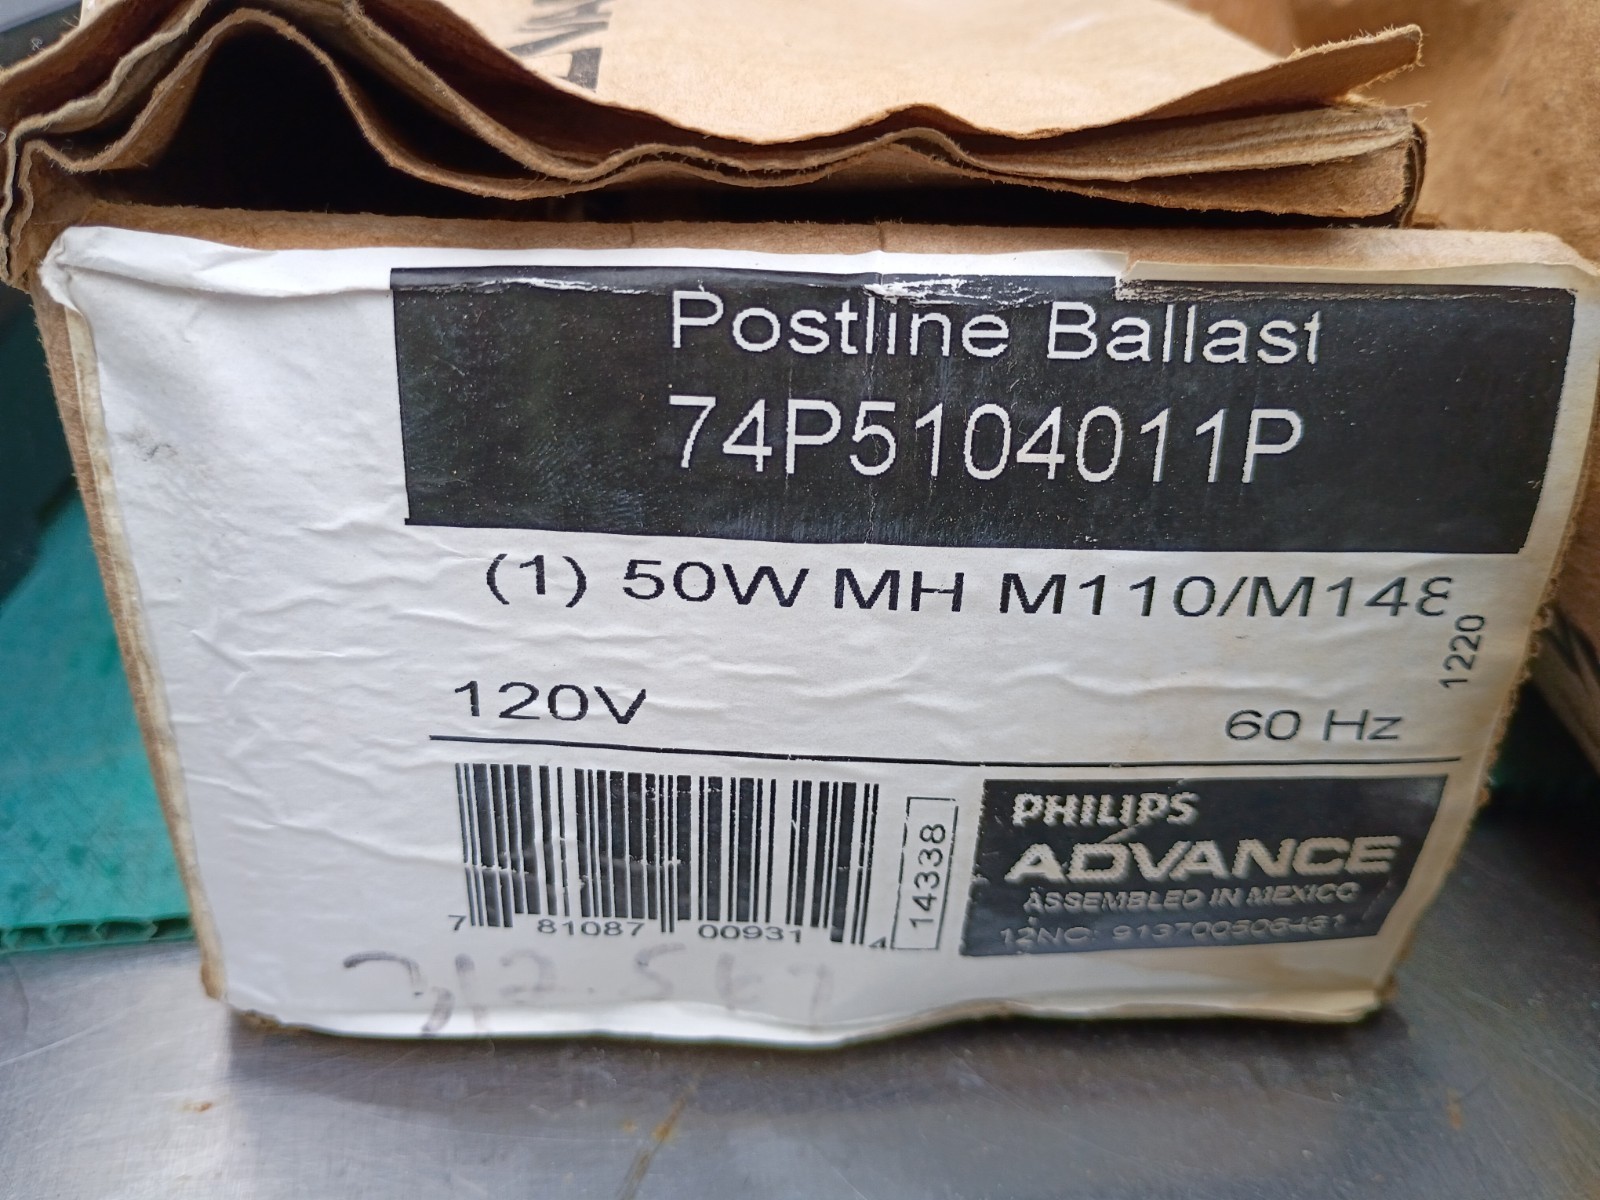 Postline Ballast
74P5104011P
(1) 50W MH M110/M148
1220
120V
60 Hz
7 81087 00931 4
14338
PHILIPS
ADVANCE
ASSEMBLED IN MEXICO
12NC: 913700506461